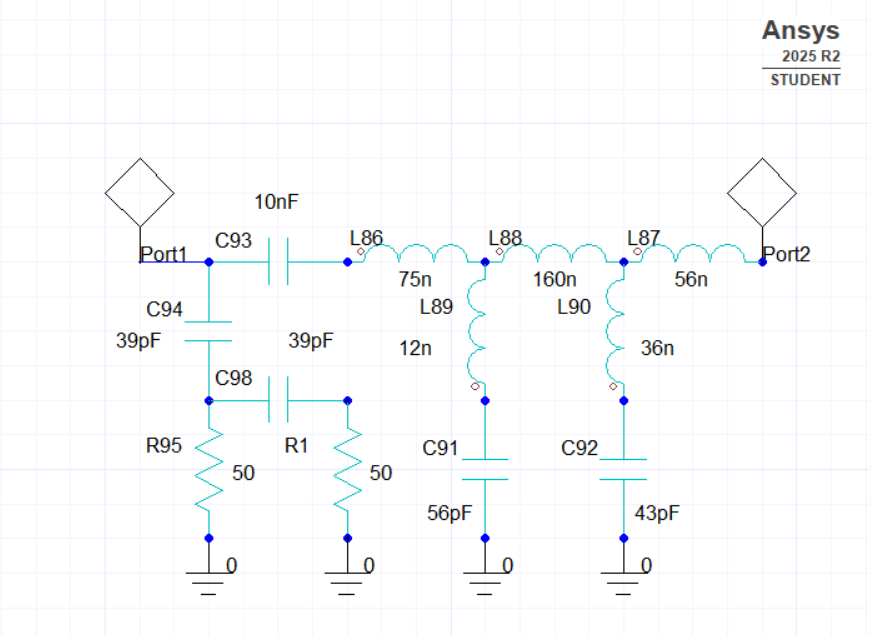 Ansys
2025 R2
STUDENT
10nF
Port1
C93
L86
L88
L87
Port2
75n
160n
56n
C94
L89
L90
39pF
39pF
12n
36n
C98
R95
R1
C91
C92
50
50
56pF
43pF
0
0
0
0